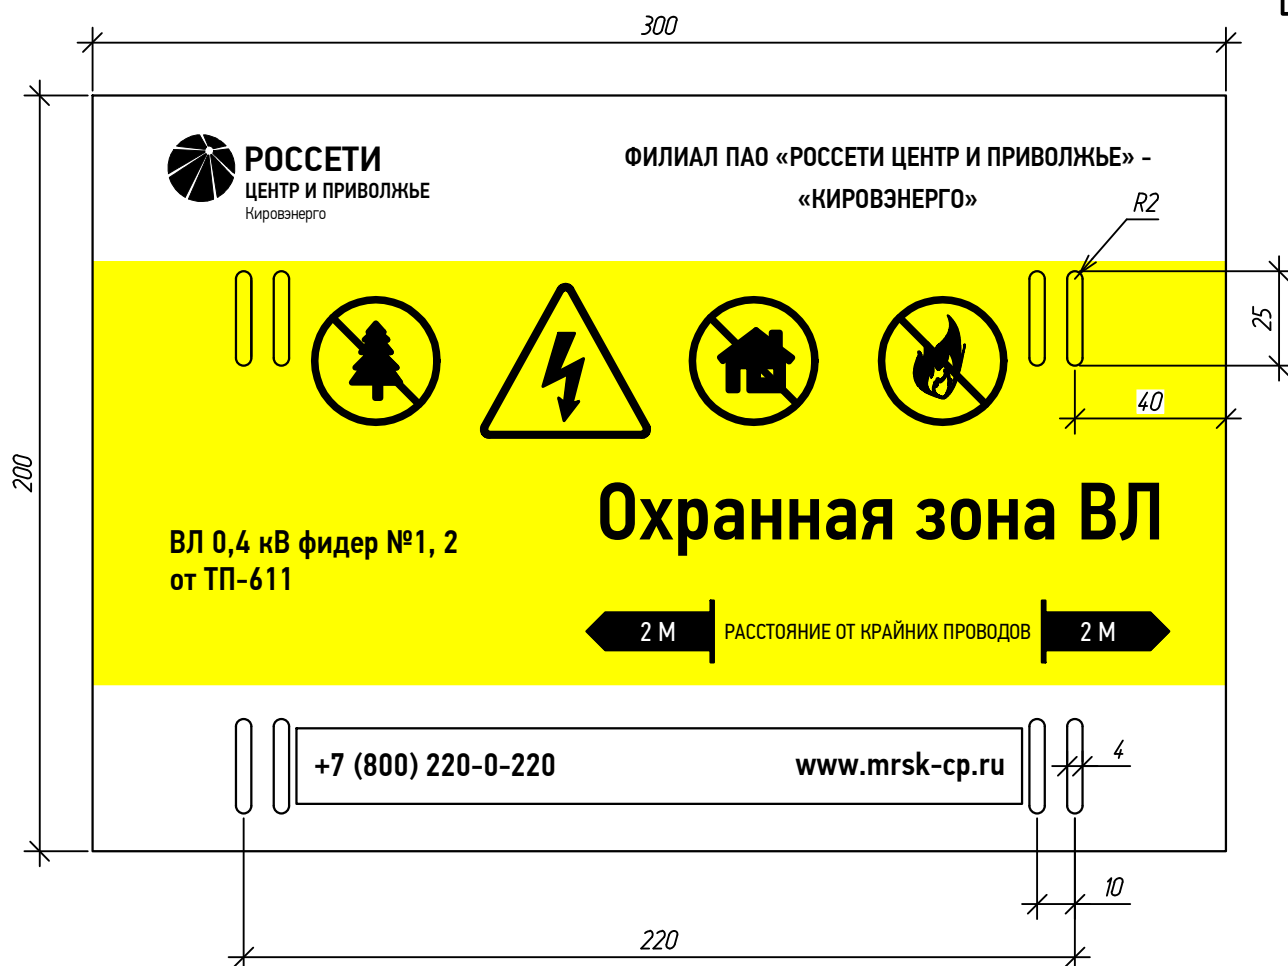 300
РОССЕТИ
ЦЕНТР И ПРИВОЛЖЬЕ
Кировэнерго
ФИЛИАЛ ПАО «РОССЕТИ ЦЕНТР И ПРИВОЛЖЬЕ» -
«КИРОВЭНЕРГО»
R2
25
40
200
Охранная зона ВЛ
ВЛ 0,4 кВ фидер №1, 2
от ТП-611
2 М
РАССТОЯНИЕ ОТ КРАЙНИХ ПРОВОДОВ
2 М
+7 (800) 220-0-220
www.mrsk-cp.ru
4
10
220